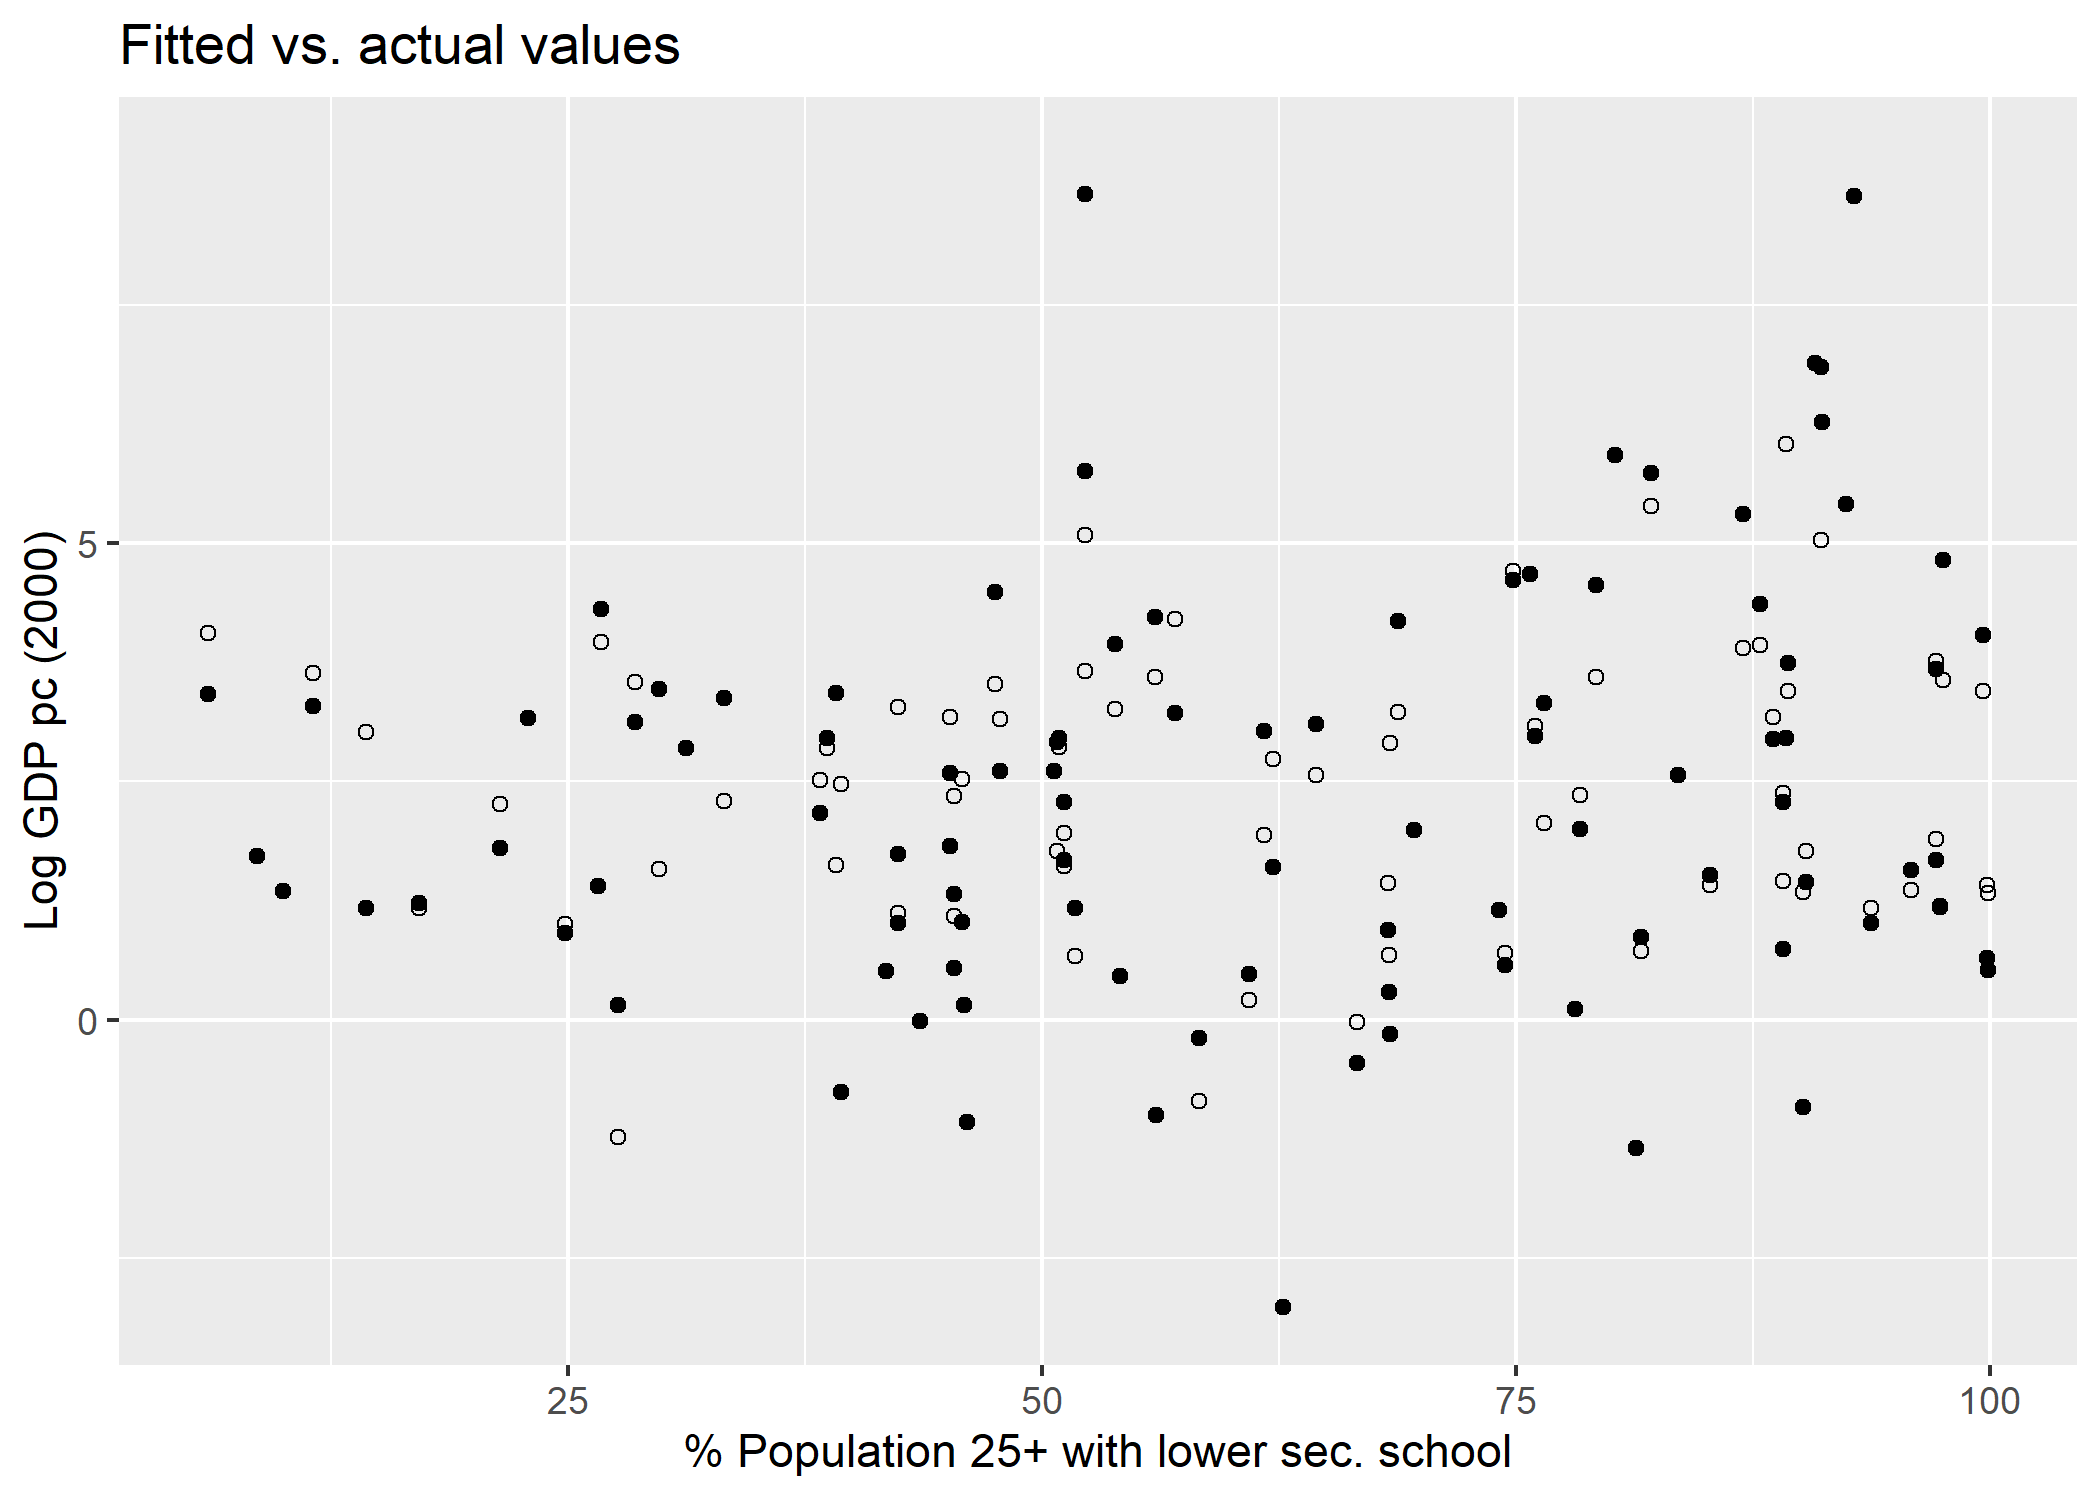 Fitted vs. actual values
Log GDP pc (2000)
5
0
25
50
75
100
% Population 25+ with lower sec. school